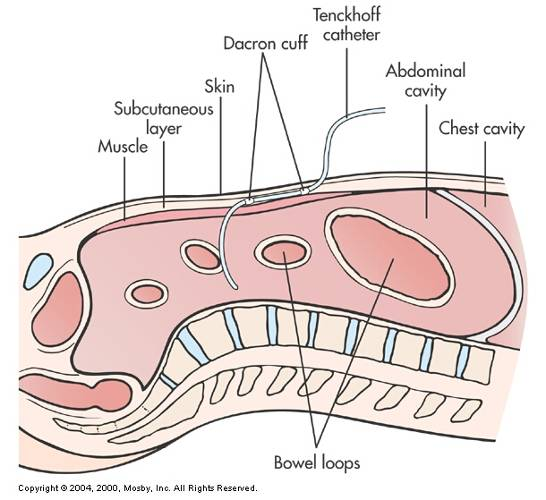 Tenckhoff
catheter
Dacron cuff
Abdominal
cavity
Skin
Subcutaneous
layer
Chest cavity
Muscle
Bowel loops
Copyright © 2004, 2000, Mosby, Inc. All Rights Reserved.